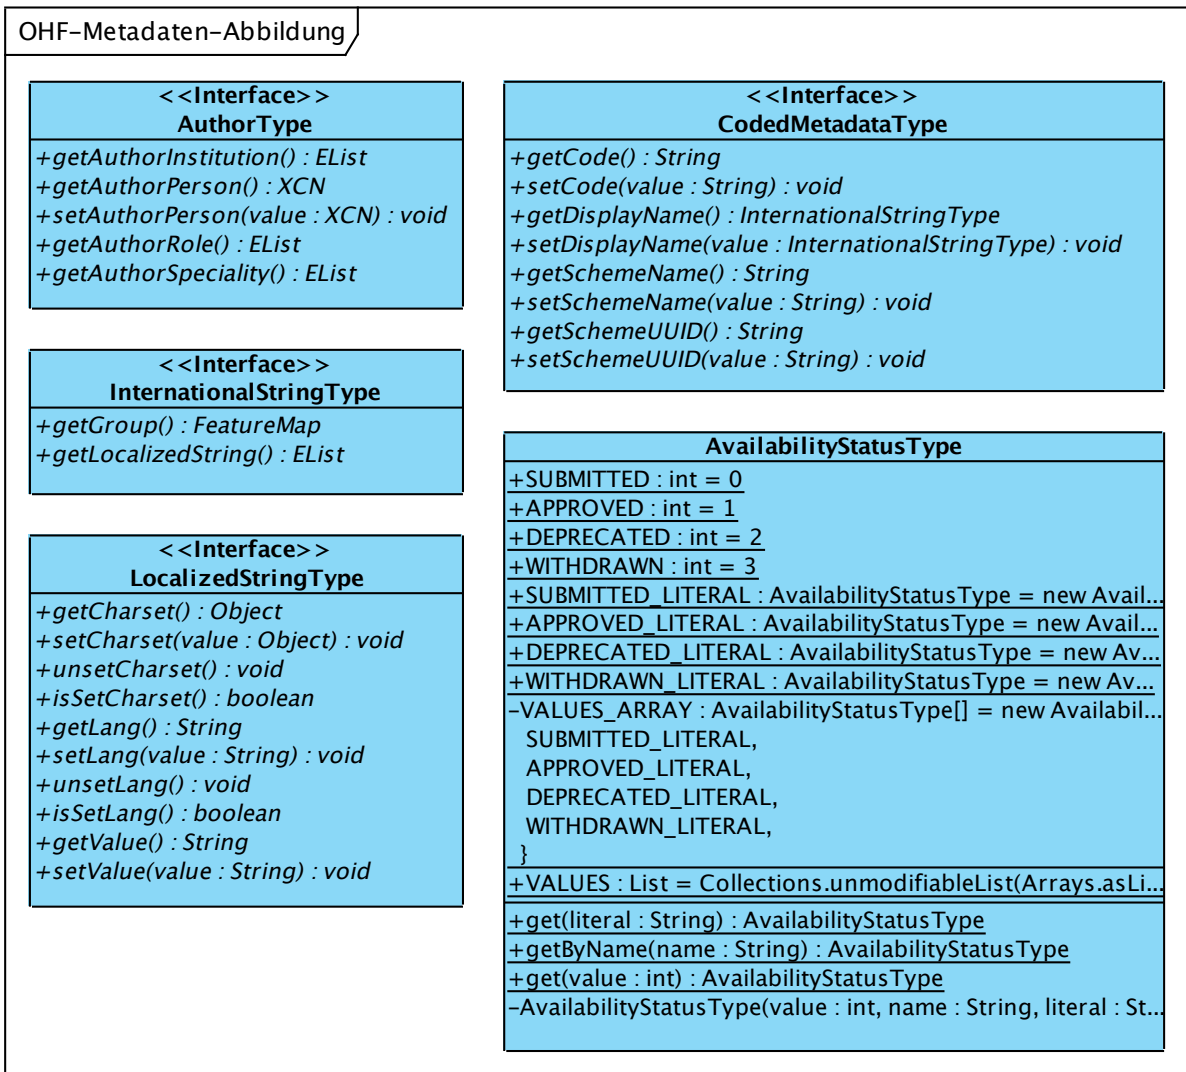 OHF-Metadaten-Abbildung
<<Interface>>
AuthorType
+getAuthorInstitution() : EList
+getAuthorPerson() : XCN
+setAuthorPerson(value : XCN) : void
+getAuthorRole() : EList
+getAuthorSpeciality() : EList
<<Interface>>
InternationalStringType
+getGroup() : FeatureMap
+getLocalizedString() : EList
<<Interface>>
LocalizedStringType
+getCharset() : Object
+setCharset(value : Object) : void
+unsetCharset() : void
+isSetCharset() : boolean
+getLang() : String
+setLang(value : String) : void
+unsetLang() : void
+isSetLang() : boolean
+getValue() : String
+setValue(value : String) : void
<<Interface>>
CodedMetadataType
+getCode() : String
+setCode(value : String) : void
+getDisplayName() : InternationalStringType
+setDisplayName(value : InternationalStringType) : void
+getSchemeName() : String
+setSchemeName(value : String) : void
+getSchemeUUID() : String
+setSchemeUUID(value : String) : void
AvailabilityStatusType
+SUBMITTED : int = 0
+APPROVED : int = 1
+DEPRECATED : int = 2
+WITHDRAWN : int = 3
+SUBMITTED_LITERAL : AvailabilityStatusType = new Avail...
+APPROVED_LITERAL : AvailabilityStatusType = new Avail...
+DEPRECATED_LITERAL : AvailabilityStatusType = new Av...
+WITHDRAWN_LITERAL : AvailabilityStatusType = new Av...
-VALUES_ARRAY : AvailabilityStatusType[] = new Availabil...
SUBMITTED_LITERAL,
APPROVED_LITERAL,
DEPRECATED_LITERAL,
WITHDRAWN_LITERAL,
}
+VALUES : List = Collections.unmodifiableList(Arrays.asLi...
+get(literal : String) : AvailabilityStatusType
+getByName(name : String) : AvailabilityStatusType
+get(value : int) : AvailabilityStatusType
-AvailabilityStatusType(value : int, name : String, literal : St...